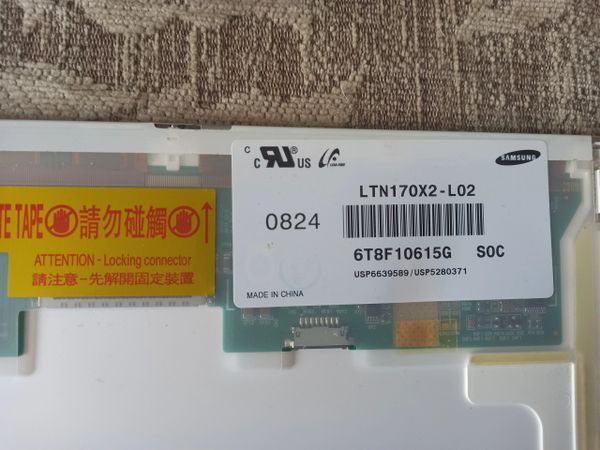 c
c RU US
SAMSUNG
LTN170X2-L02
0824
6T8F10615G S0C
USP6639589/USP5280371
MADE IN CHINA
TE TAPE 請勿碰觸
ATTENTION - Locking connector
請注意-先解開固定裝置